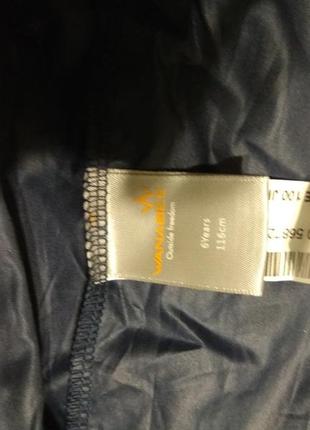 WANABEE
Outside freedom
6Years
116cm